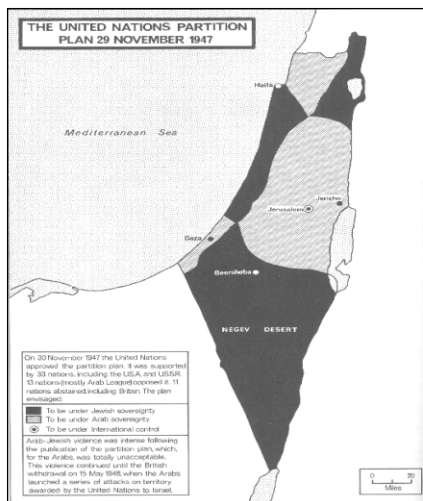 THE UNITED NATIONS PARTITION
PLAN 29 NOVEMBER 1947
Haifa
Mediterranean Sea
Jericho
Jerusalem
Gaza
Beersheba
NEGEV DESERT
On 30 November 1947 the United Nations
approved the partition plan. It was supported
by 33 nations, including the USA. and USSR.
13 nations (mostly Arab League) opposed it. 11
nations abstained, including Britain. The plan
envisaged:
To be under Jewish sovereignty
To be under Arab sovereignty
To be under International control
Arab-Jewish violence was intense following
the publication of the partition plan, which,
for the Arabs, was totally unacceptable.
This violence continued until the British
withdrawal on 15 May 1948, when the Arabs
launched a series of attacks on territory
awarded by the United Nations to Israel.
0 20
Miles